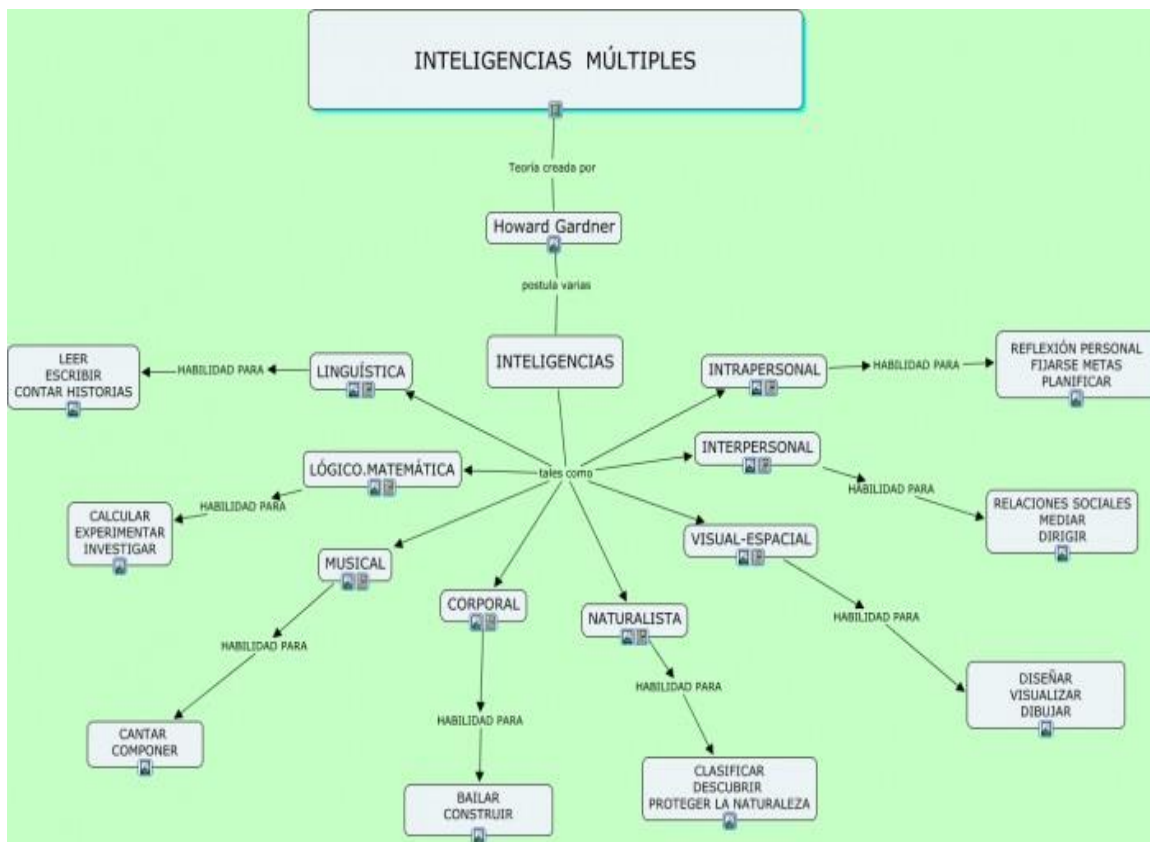 INTELIGENCIAS MÚLTIPLES
Teoría creada por
Howard Gardner
postula varias
INTELIGENCIAS
tales como
LINGUÍSTICA
HABILIDAD PARA
LEER
ESCRIBIR
CONTAR HISTORIAS
LÓGICO.MATEMÁTICA
HABILIDAD PARA
CALCULAR
EXPERIMENTAR
INVESTIGAR
MUSICAL
HABILIDAD PARA
CANTAR
COMPONER
CORPORAL
HABILIDAD PARA
BAILAR
CONSTRUIR
NATURALISTA
HABILIDAD PARA
CLASIFICAR
DESCUBRIR
PROTEGER LA NATURALEZA
VISUAL-ESPACIAL
HABILIDAD PARA
DISEÑAR
VISUALIZAR
DIBUJAR
INTERPERSONAL
HABILIDAD PARA
RELACIONES SOCIALES
MEDIAR
DIRIGIR
INTRAPERSONAL
HABILIDAD PARA
REFLEXIÓN PERSONAL
FIJARSE METAS
PLANIFICAR